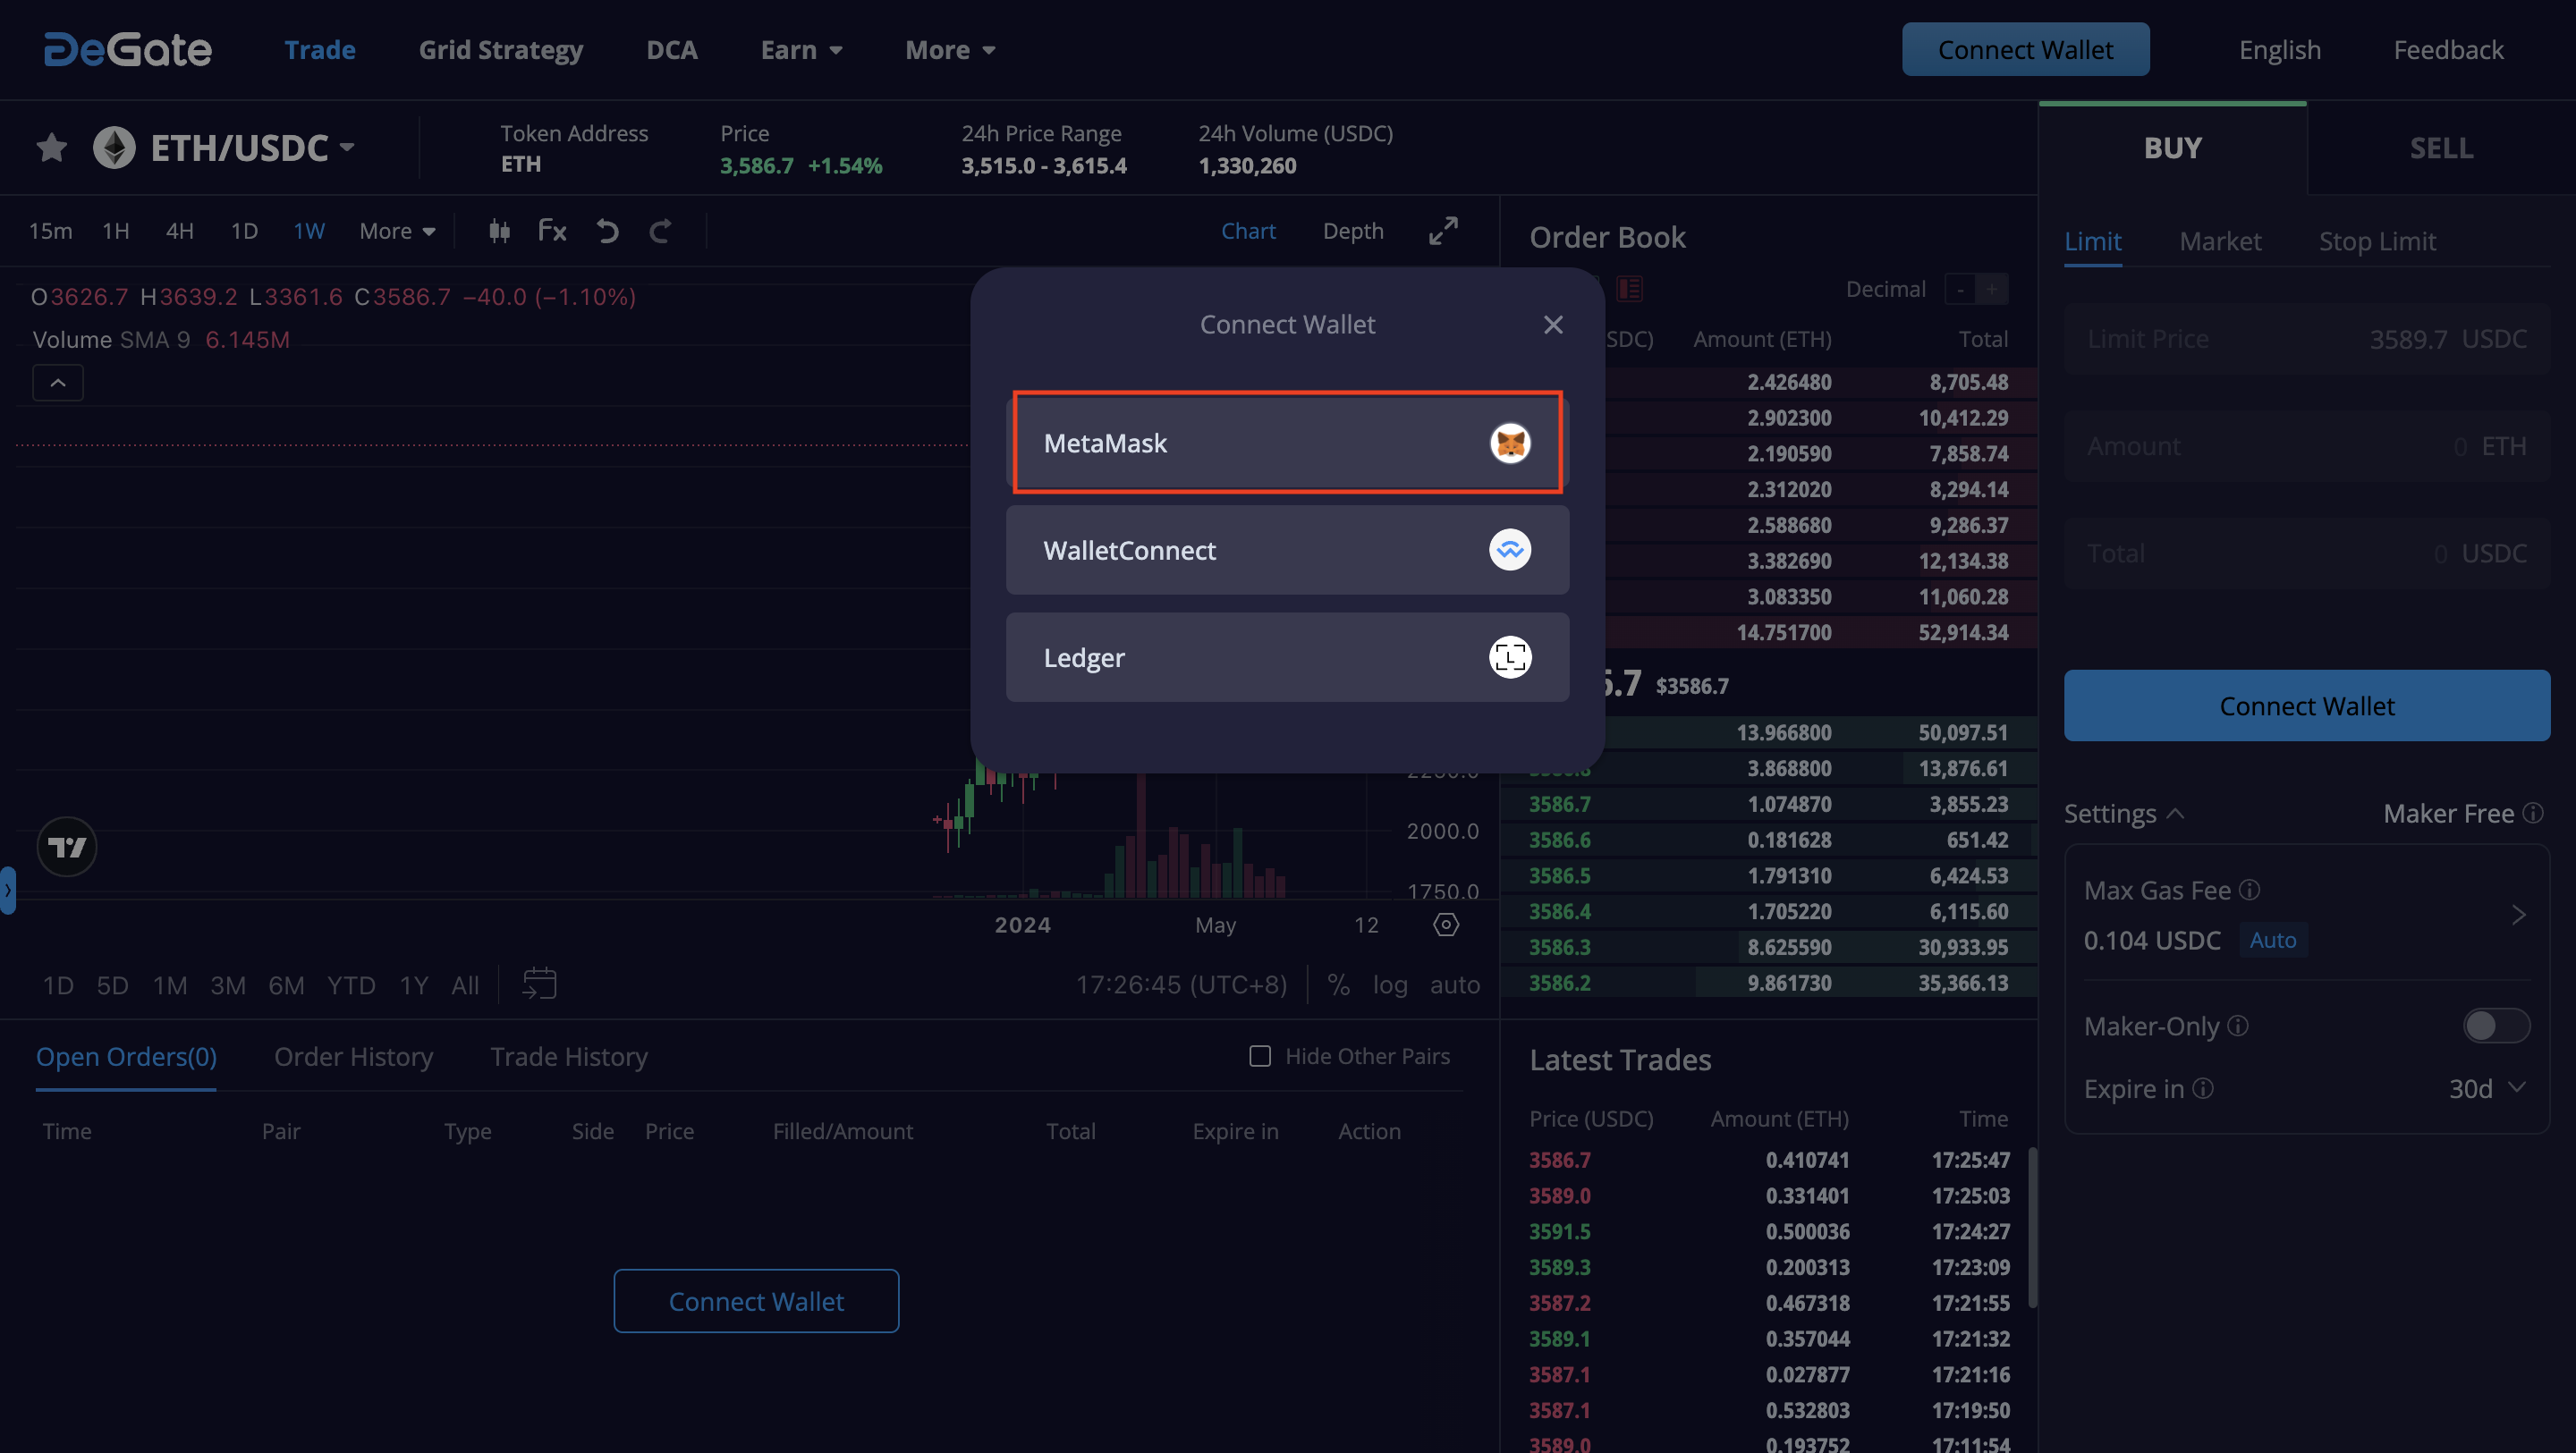 DeGate Trade Grid Strategy DCA Earn More Connect Wallet English Feedback
ETH/USDC
Token Address
ETH
Price
3,586.7 +1.54%
24h Price Range
3,515.0 - 3,615.4
24h Volume (USDC)
1,330,260
15m 1H 4H 1D 1W More Fx Chart Depth
O3626.7 H3639.2 L3361.6 C3586.7 −40.0 (−1.10%)
Volume SMA 9 6.145M
2000.0
1750.0
2024 May 12
1D 5D 1M 3M 6M YTD 1Y All 17:26:45 (UTC+8) % log auto
Connect Wallet
MetaMask
WalletConnect
Ledger
Order Book
Decimal - +
SDC) Amount (ETH) Total
2.426480 8,705.48
2.902300 10,412.29
2.190590 7,858.74
2.312020 8,294.14
2.588680 9,286.37
3.382690 12,134.38
3.083350 11,060.28
14.751700 52,914.34
6.7 $3586.7
13.966800 50,097.51
3.868800 13,876.61
3586.7 1.074870 3,855.23
3586.6 0.181628 651.42
3586.5 1.791310 6,424.53
3586.4 1.705220 6,115.60
3586.3 8.625590 30,933.95
3586.2 9.861730 35,366.13
Latest Trades
Price (USDC) Amount (ETH) Time
3586.7 0.410741 17:25:47
3589.0 0.331401 17:25:03
3591.5 0.500036 17:24:27
3589.3 0.200313 17:23:09
3587.2 0.467318 17:21:55
3589.1 0.357044 17:21:32
3587.1 0.027877 17:21:16
3587.1 0.532803 17:19:50
3589.0 0.193752 17:11:54
Open Orders(0) Order History Trade History Hide Other Pairs
Time Pair Type Side Price Filled/Amount Total Expire in Action
Connect Wallet
BUY SELL
Limit Market Stop Limit
Limit Price 3589.7 USDC
Amount 0 ETH
Total 0 USDC
Connect Wallet
Settings Maker Free
Max Gas Fee
0.104 USDC Auto
Maker-Only
Expire in 30d